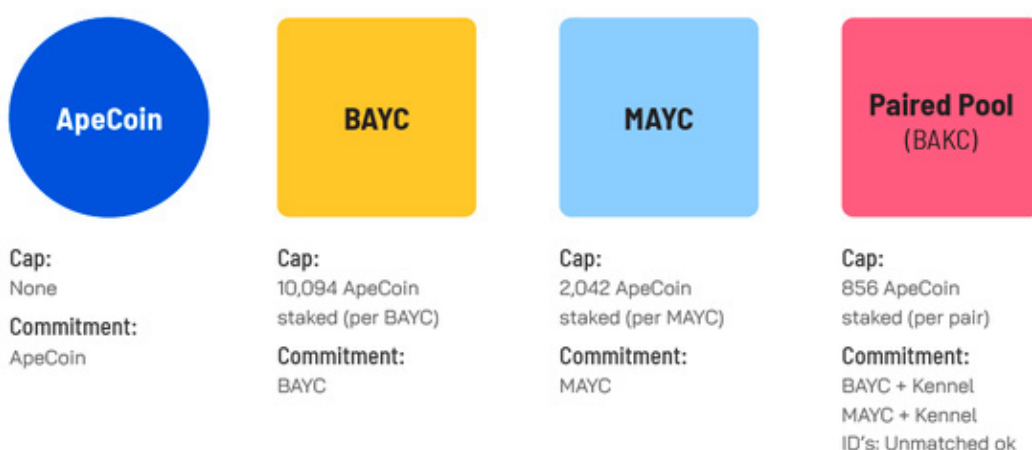 ApeCoin
Cap:
None
Commitment:
ApeCoin
BAYC
Cap:
10,094 ApeCoin
staked (per BAYC)
Commitment:
BAYC
MAYC
Cap:
2,042 ApeCoin
staked (per MAYC)
Commitment:
MAYC
Paired Pool
(BAKC)
Cap:
856 ApeCoin
staked (per pair)
Commitment:
BAYC + Kennel
MAYC + Kennel
ID's: Unmatched ok